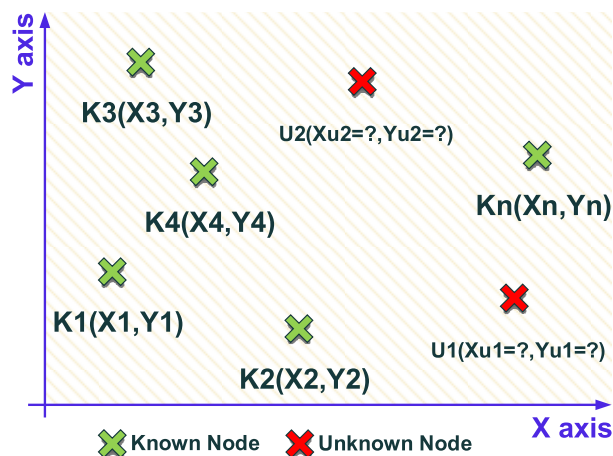 Y axis
K3(X3,Y3)
U2(Xu2=?,Yu2=?)
K4(X4,Y4)
Kn(Xn,Yn)
K1(X1,Y1)
U1(Xu1=?,Yu1=?)
K2(X2,Y2)
X axis
Known Node
Unknown Node